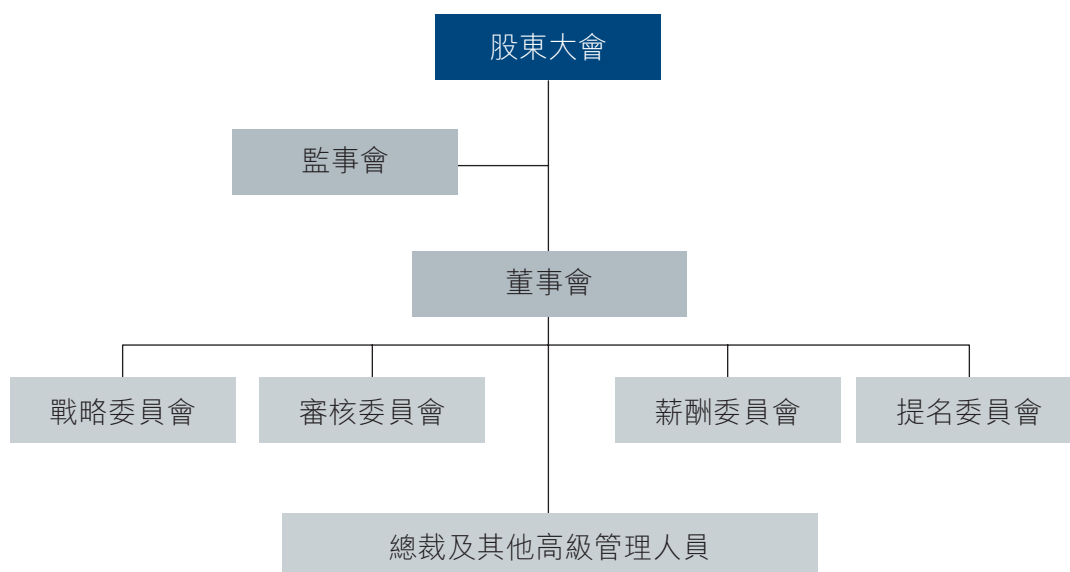 股東大會
監事會
董事會
戰略委員會
審核委員會
薪酬委員會
提名委員會
總裁及其他高級管理人員